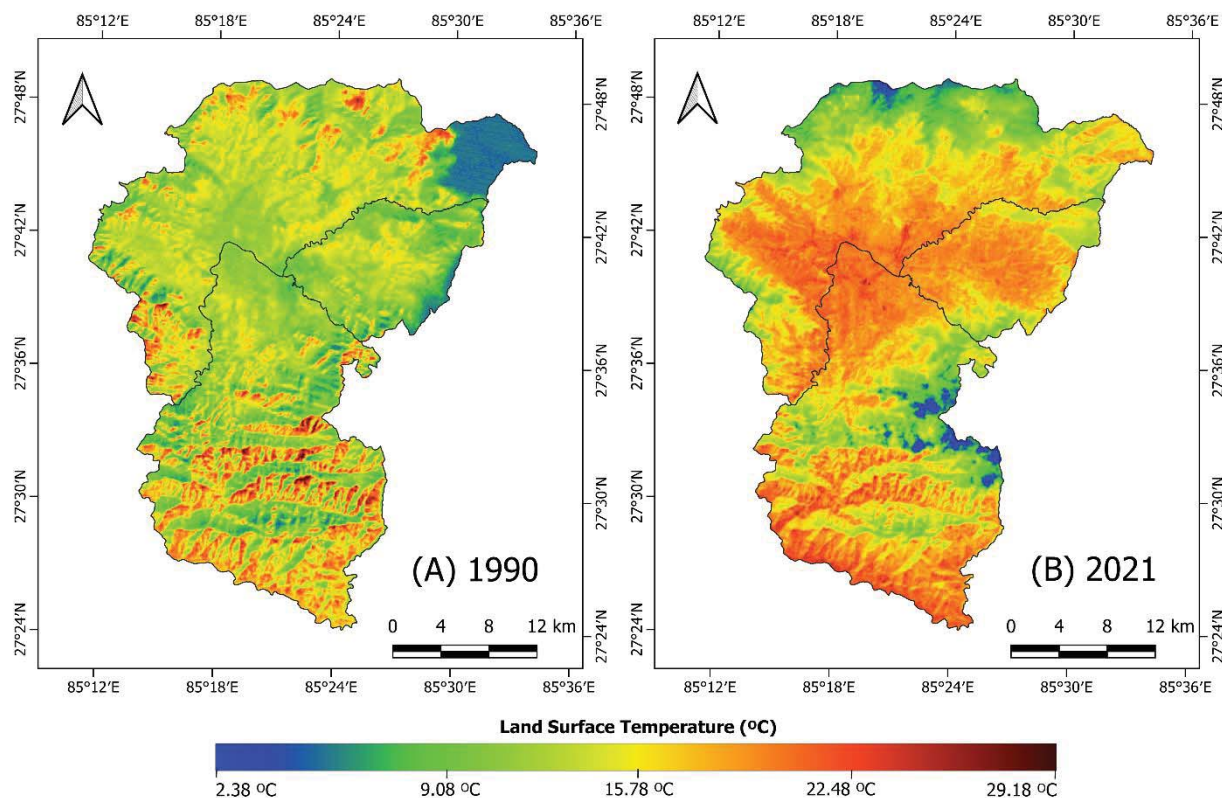 85°12′E 85°18′E 85°24′E 85°30′E 85°36′E
85°12′E 85°18′E 85°24′E 85°30′E 85°36′E
27°48′N 27°48′N 27°48′N 27°48′N
27°42′N 27°42′N 27°42′N 27°42′N
27°36′N 27°36′N 27°36′N 27°36′N
27°30′N 27°30′N 27°30′N 27°30′N
(A) 1990
(B) 2021
27°24′N 27°24′N 27°24′N 27°24′N
0 4 8 12 km
0 4 8 12 km
85°12′E 85°18′E 85°24′E 85°30′E 85°36′E
85°12′E 85°18′E 85°24′E 85°30′E 85°36′E
Land Surface Temperature (ºC)
2.38 ºC 9.08 ºC 15.78 ºC 22.48 ºC 29.18 ºC